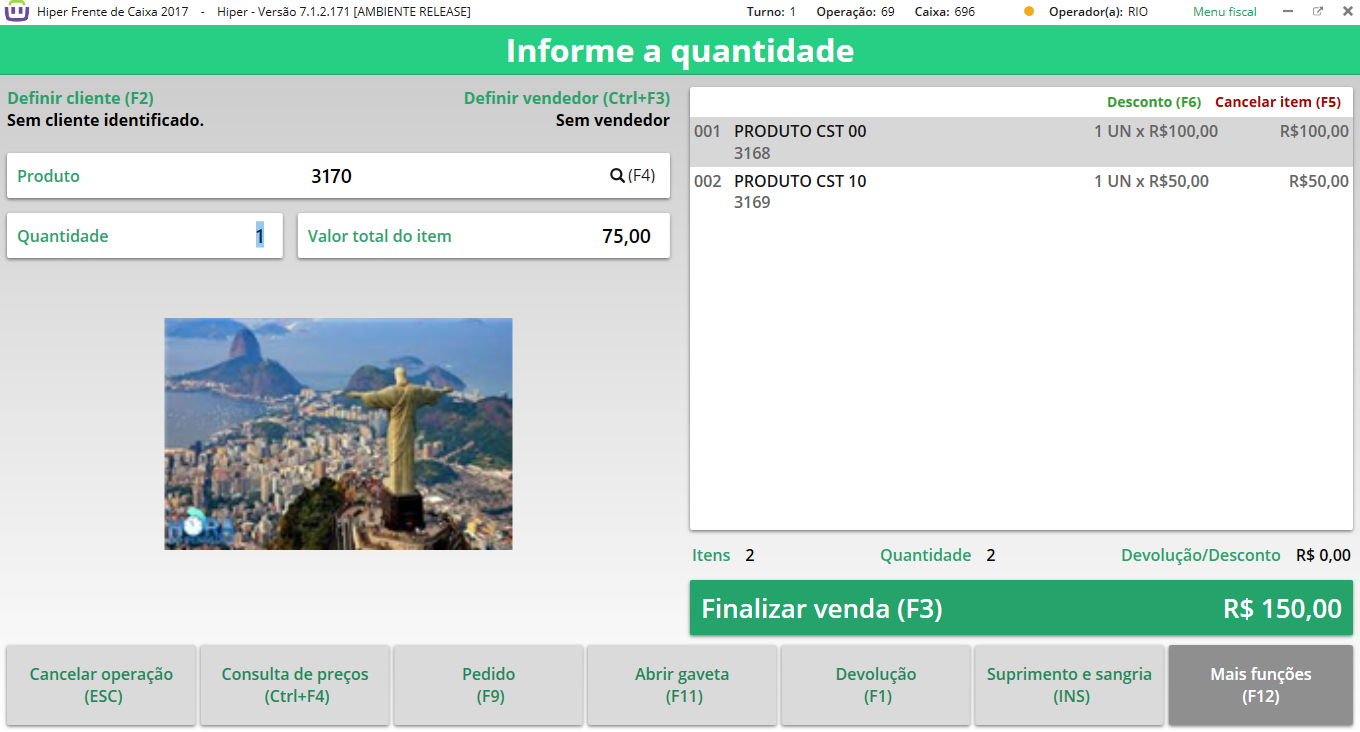 Hiper Frente de Caixa 2017 - Hiper - Versão 7.1.2.171 [AMBIENTE RELEASE] Turno: 1 Operação: 69 Caixa: 696 Operador(a): RIO Menu fiscal
Informe a quantidade
Definir cliente (F2) Definir vendedor (Ctrl+F3)
Sem cliente identificado. Sem vendedor
Produto 3170 (F4)
Quantidade 1 Valor total do item 75,00
HORA
Desconto (F6) Cancelar item (F5)
001 PRODUTO CST 00 1 UN x R$100,00 R$100,00
3168
002 PRODUTO CST 10 1 UN x R$50,00 R$50,00
3169
Itens 2 Quantidade 2 Devolução/Desconto R$ 0,00
Finalizar venda (F3) R$ 150,00
Cancelar operação
(ESC)
Consulta de preços
(Ctrl+F4)
Pedido
(F9)
Abrir gaveta
(F11)
Devolução
(F1)
Suprimento e sangria
(INS)
Mais funções
(F12)